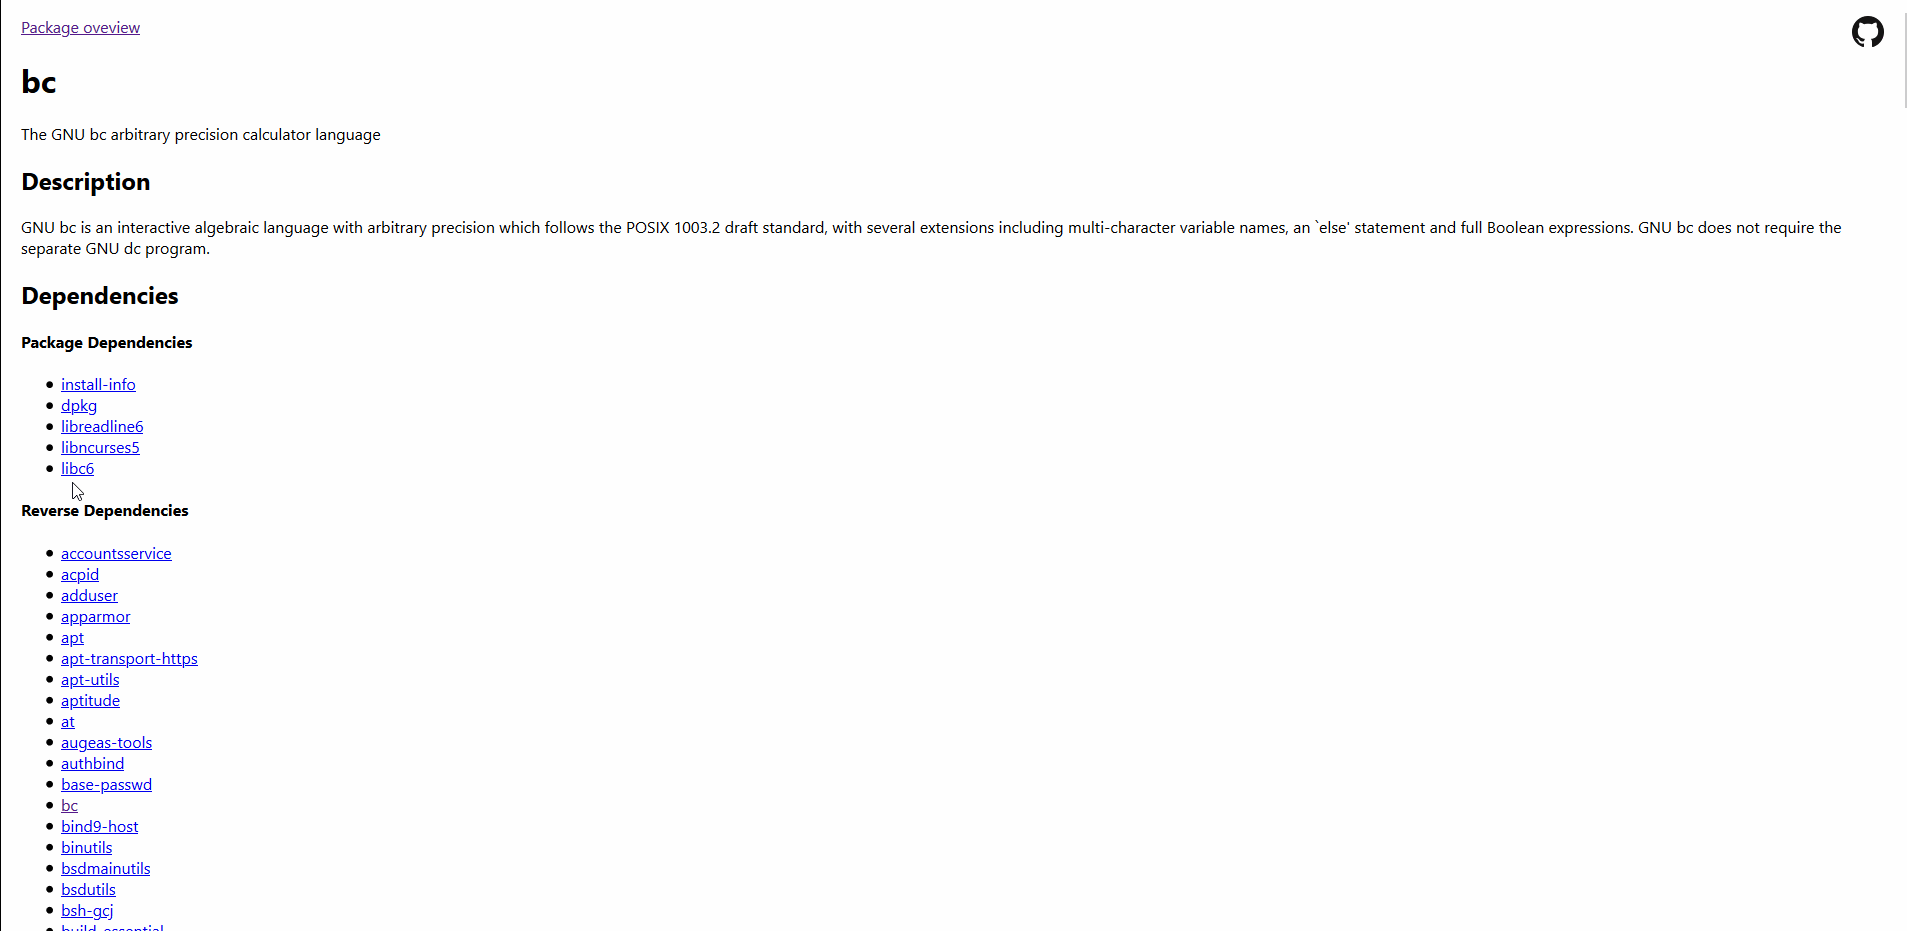 Package oveview
bc
The GNU bc arbitrary precision calculator language
Description
GNU bc is an interactive algebraic language with arbitrary precision which follows the POSIX 1003.2 draft standard, with several extensions including multi-character variable names, an `else' statement and full Boolean expressions. GNU bc does not require the
separate GNU dc program.
Dependencies
Package Dependencies
install-info
dpkg
libreadline6
libncurses5
libc6
Reverse Dependencies
accountsservice
acpid
adduser
apparmor
apt
apt-transport-https
apt-utils
aptitude
at
augeas-tools
authbind
base-passwd
bc
bind9-host
binutils
bsdmainutils
bsdutils
bsh-gcj
build-essential